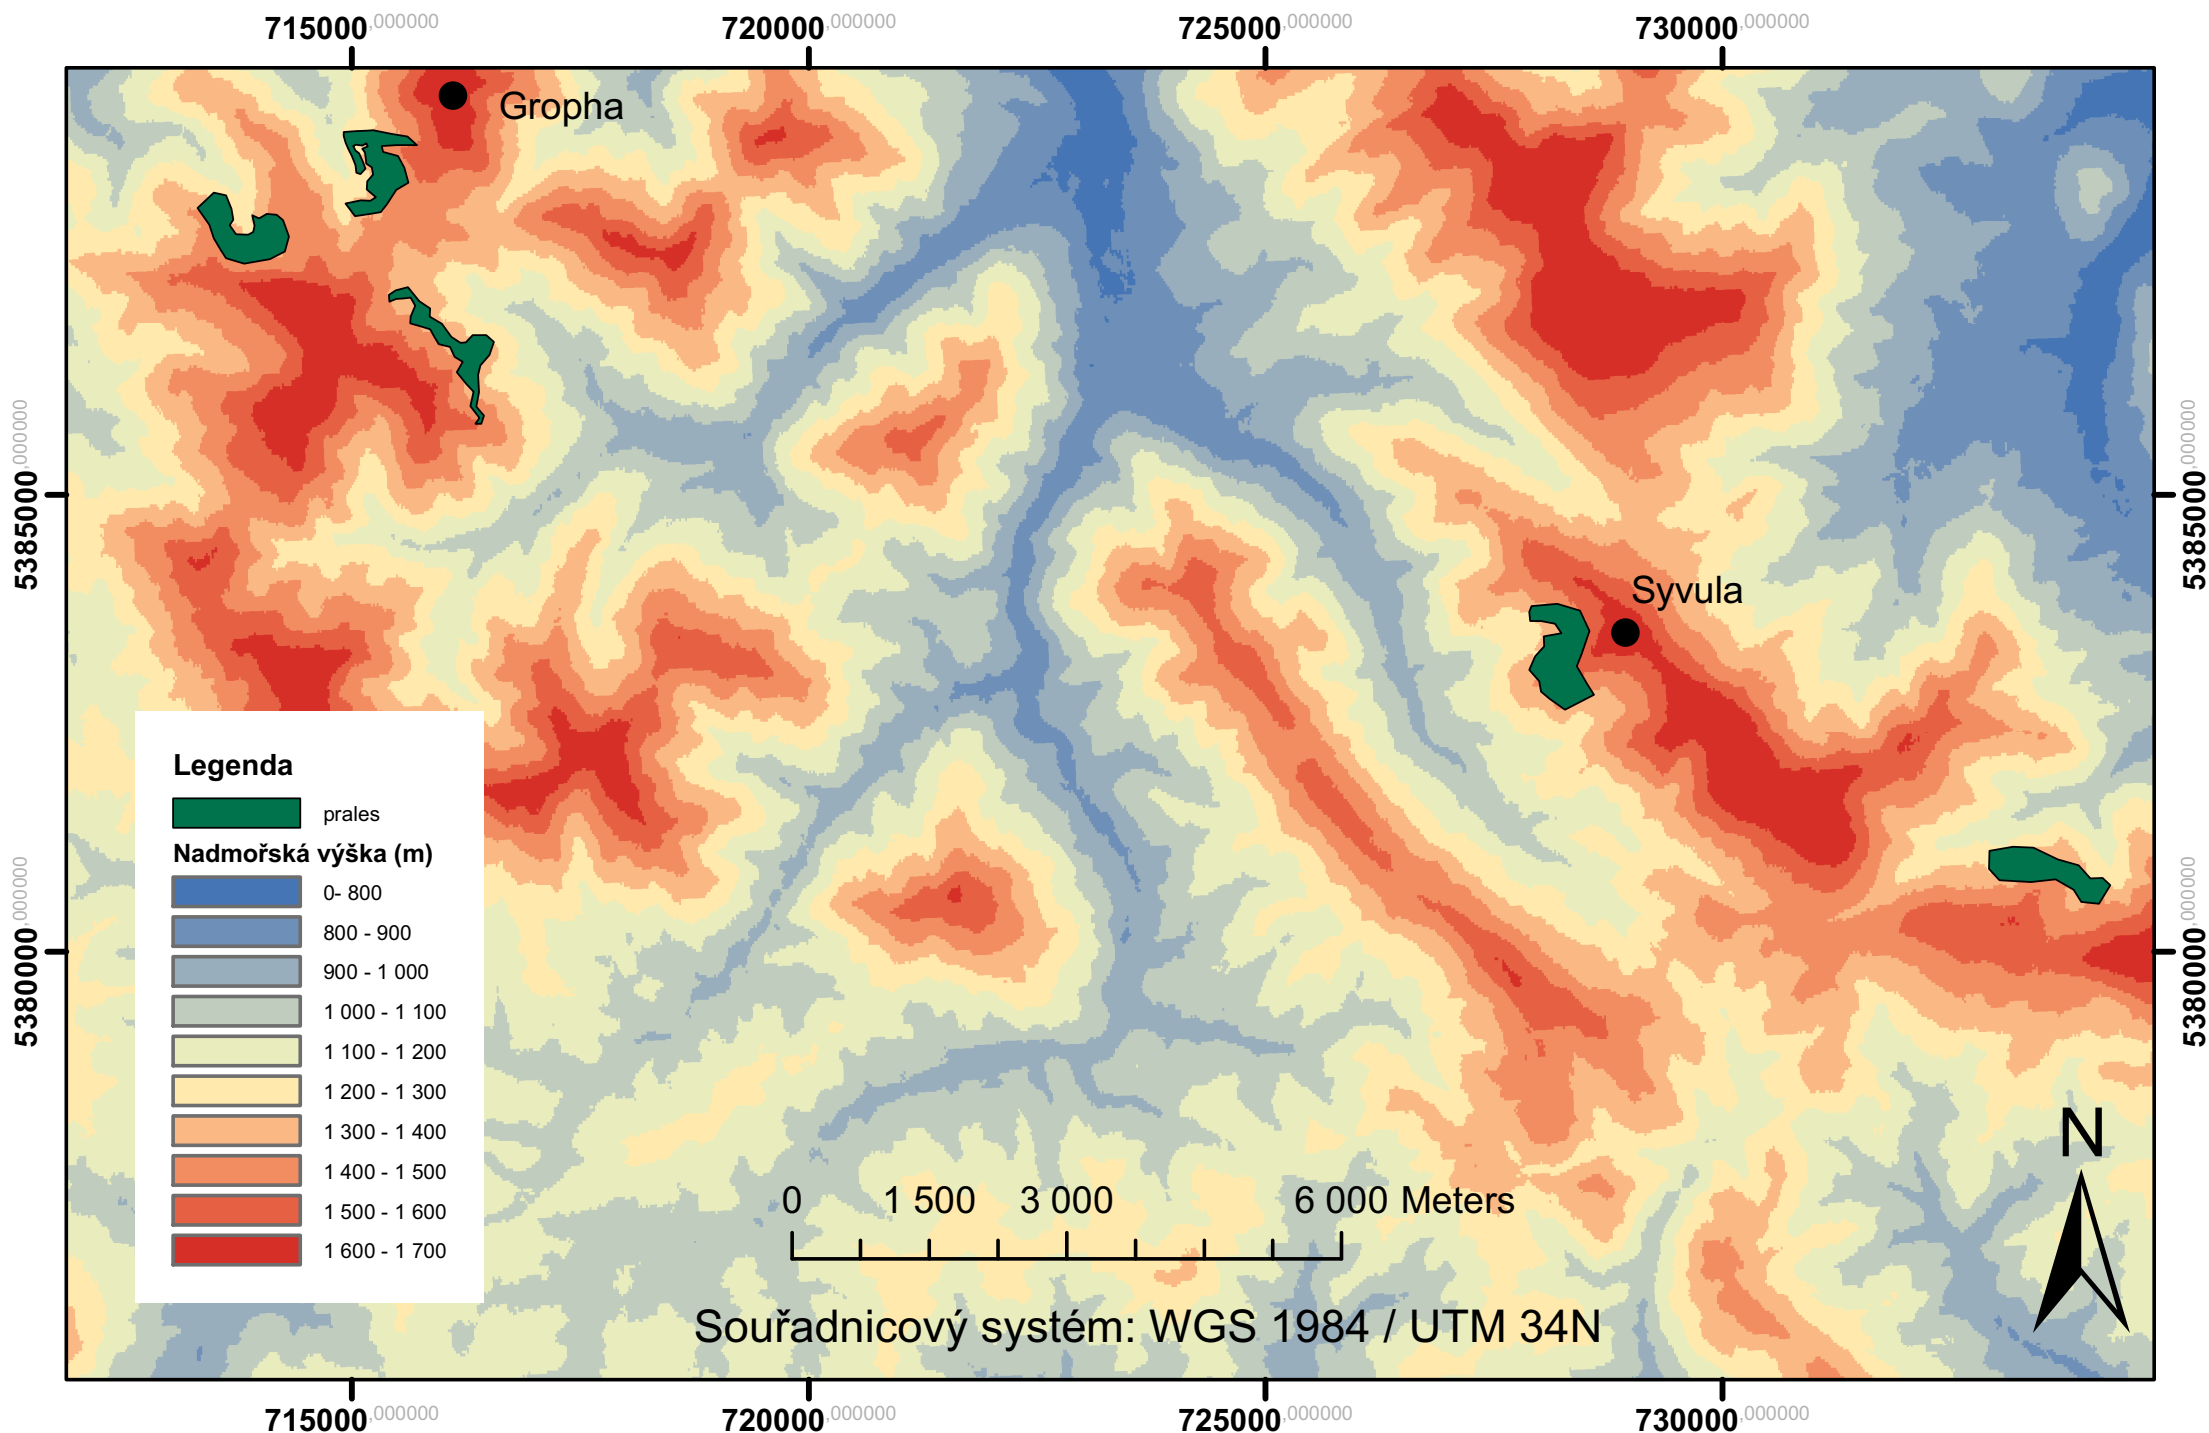 715000,000000 720000,000000 725000,000000 730000,000000
Gropha
5385000,000000 5385000,000000
Syvula
Legenda
prales
Nadmořská výška (m)
0- 800
800 - 900
900 - 1 000
1 000 - 1 100
1 100 - 1 200
1 200 - 1 300
1 300 - 1 400
1 400 - 1 500
1 500 - 1 600
1 600 - 1 700
5380000,000000 5380000,000000
N
0 1 500 3 000 6 000 Meters
Souřadnicový systém: WGS 1984 / UTM 34N
715000,000000 720000,000000 725000,000000 730000,000000